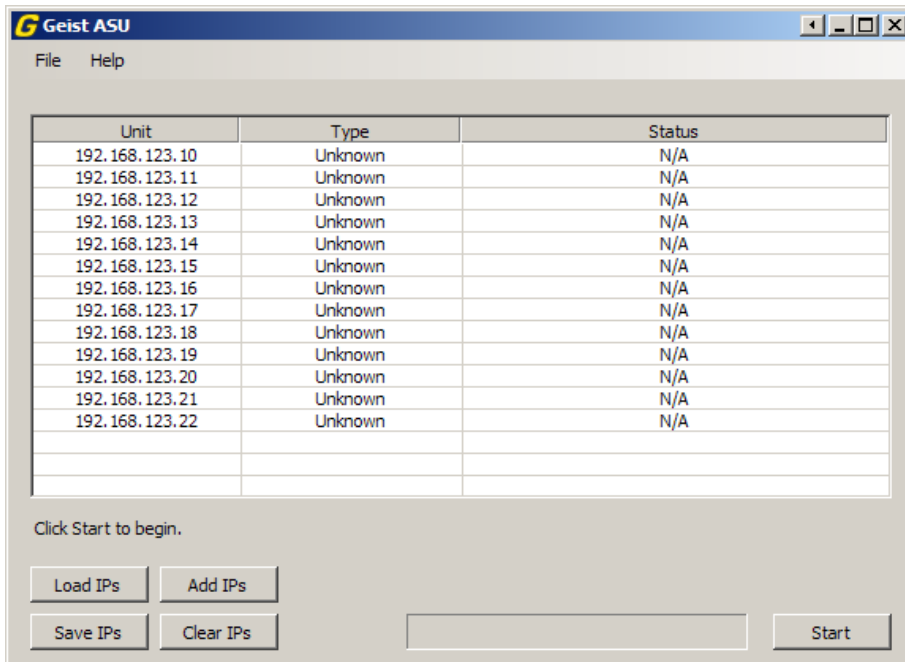 G Geist ASU
File Help
Unit Type Status
192.168.123.10 Unknown N/A
192.168.123.11 Unknown N/A
192.168.123.12 Unknown N/A
192.168.123.13 Unknown N/A
192.168.123.14 Unknown N/A
192.168.123.15 Unknown N/A
192.168.123.16 Unknown N/A
192.168.123.17 Unknown N/A
192.168.123.18 Unknown N/A
192.168.123.19 Unknown N/A
192.168.123.20 Unknown N/A
192.168.123.21 Unknown N/A
192.168.123.22 Unknown N/A
Click Start to begin.
Load IPs Add IPs
Save IPs Clear IPs Start